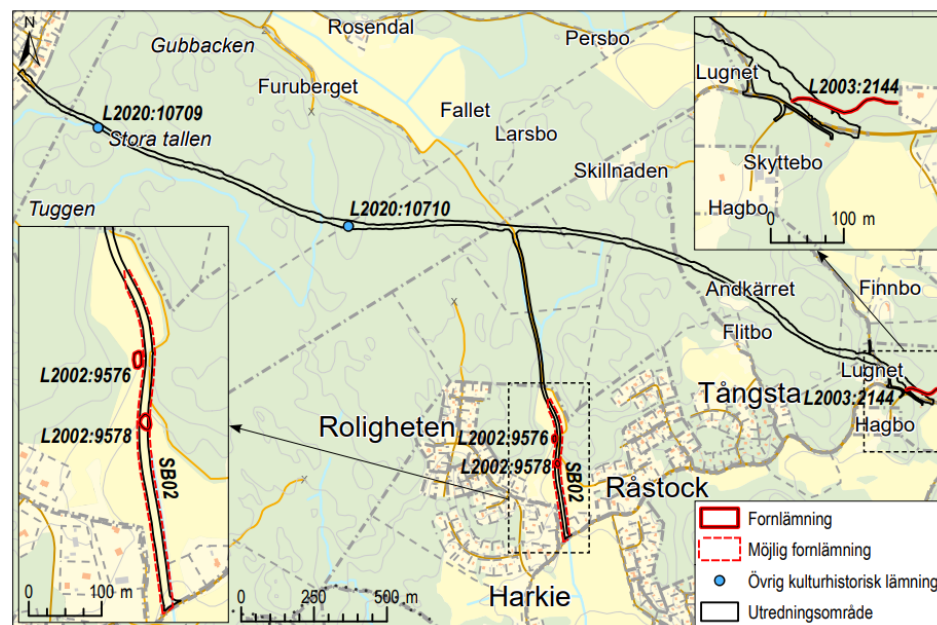 N
Gubbacken
Rosendal
Persbo
Furuberget
L2020:10709
Stora tallen
Fallet
Larsbo
Skillnaden
Tuggen
L2020:10710
Andkärret
Flitbo
Finnbo
Lugnet
L2003:2144
Hagbo
Tångsta
Roligheten
L2002:9576
L2002:9578
SB02
Råstock
Harkie
0 250 500 m
Lugnet
L2003:2144
Skyttebo
Hagbo
0 100 m
L2002:9576
L2002:9578
SB02
0 100 m
Fornlämning
Möjlig fornlämning
Övrig kulturhistorisk lämning
Utredningsområde